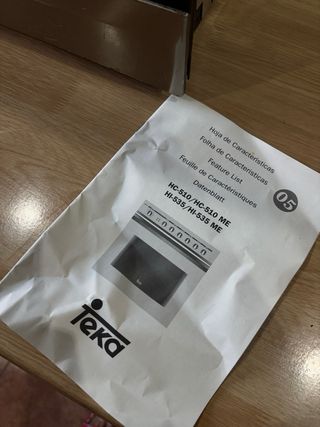 Hoja de Características
Folha de Características
Feature List
Feuille de Caractéristiques
Datenblatt
05
HC-510/HC-510 ME
HI-535/HI-535 ME
Teka